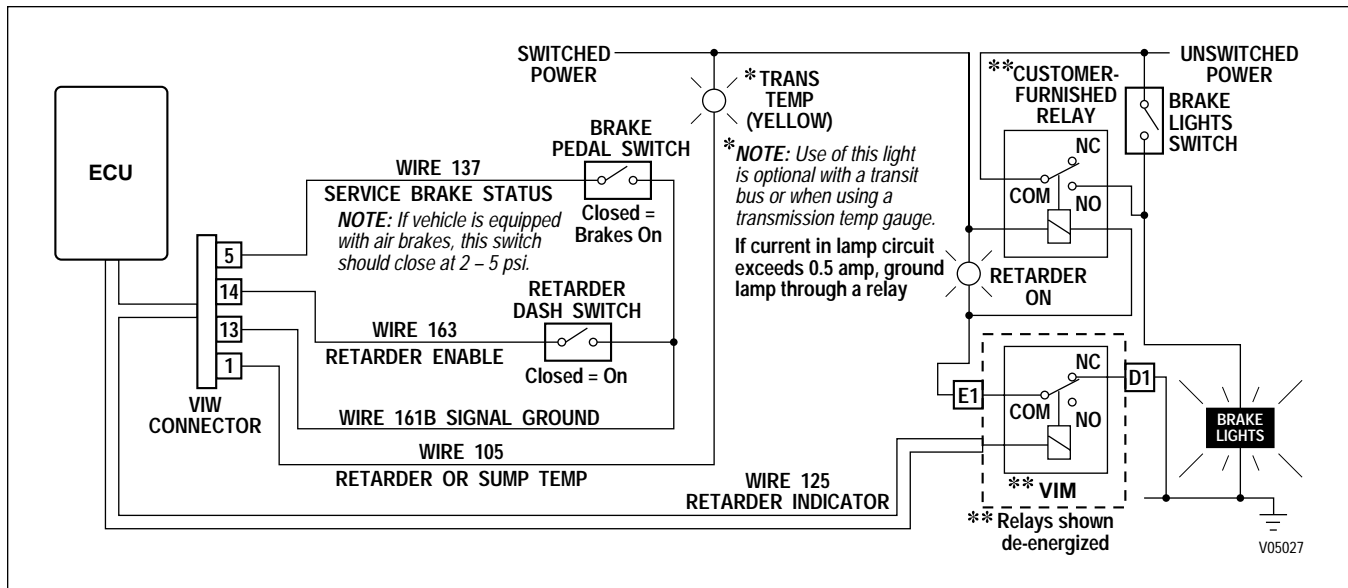 ECU
VIW
CONNECTOR
5
14
13
1
WIRE 137
SERVICE BRAKE STATUS
NOTE: If vehicle is equipped
with air brakes, this switch
should close at 2 – 5 psi.
BRAKE
PEDAL SWITCH
Closed =
Brakes On
WIRE 163
RETARDER ENABLE
RETARDER
DASH SWITCH
Closed = On
WIRE 161B SIGNAL GROUND
WIRE 105
RETARDER OR SUMP TEMP
WIRE 125
RETARDER INDICATOR
SWITCHED
POWER
* TRANS
TEMP
(YELLOW)
* NOTE: Use of this light
is optional with a transit
bus or when using a
transmission temp gauge.
If current in lamp circuit
exceeds 0.5 amp, ground
lamp through a relay
**CUSTOMER-
FURNISHED
RELAY
NC
COM
NO
RETARDER
ON
UNSWITCHED
POWER
BRAKE
LIGHTS
SWITCH
E1
NC
COM
NO
D1
** VIM
** Relays shown
de-energized
BRAKE
LIGHTS
V05027